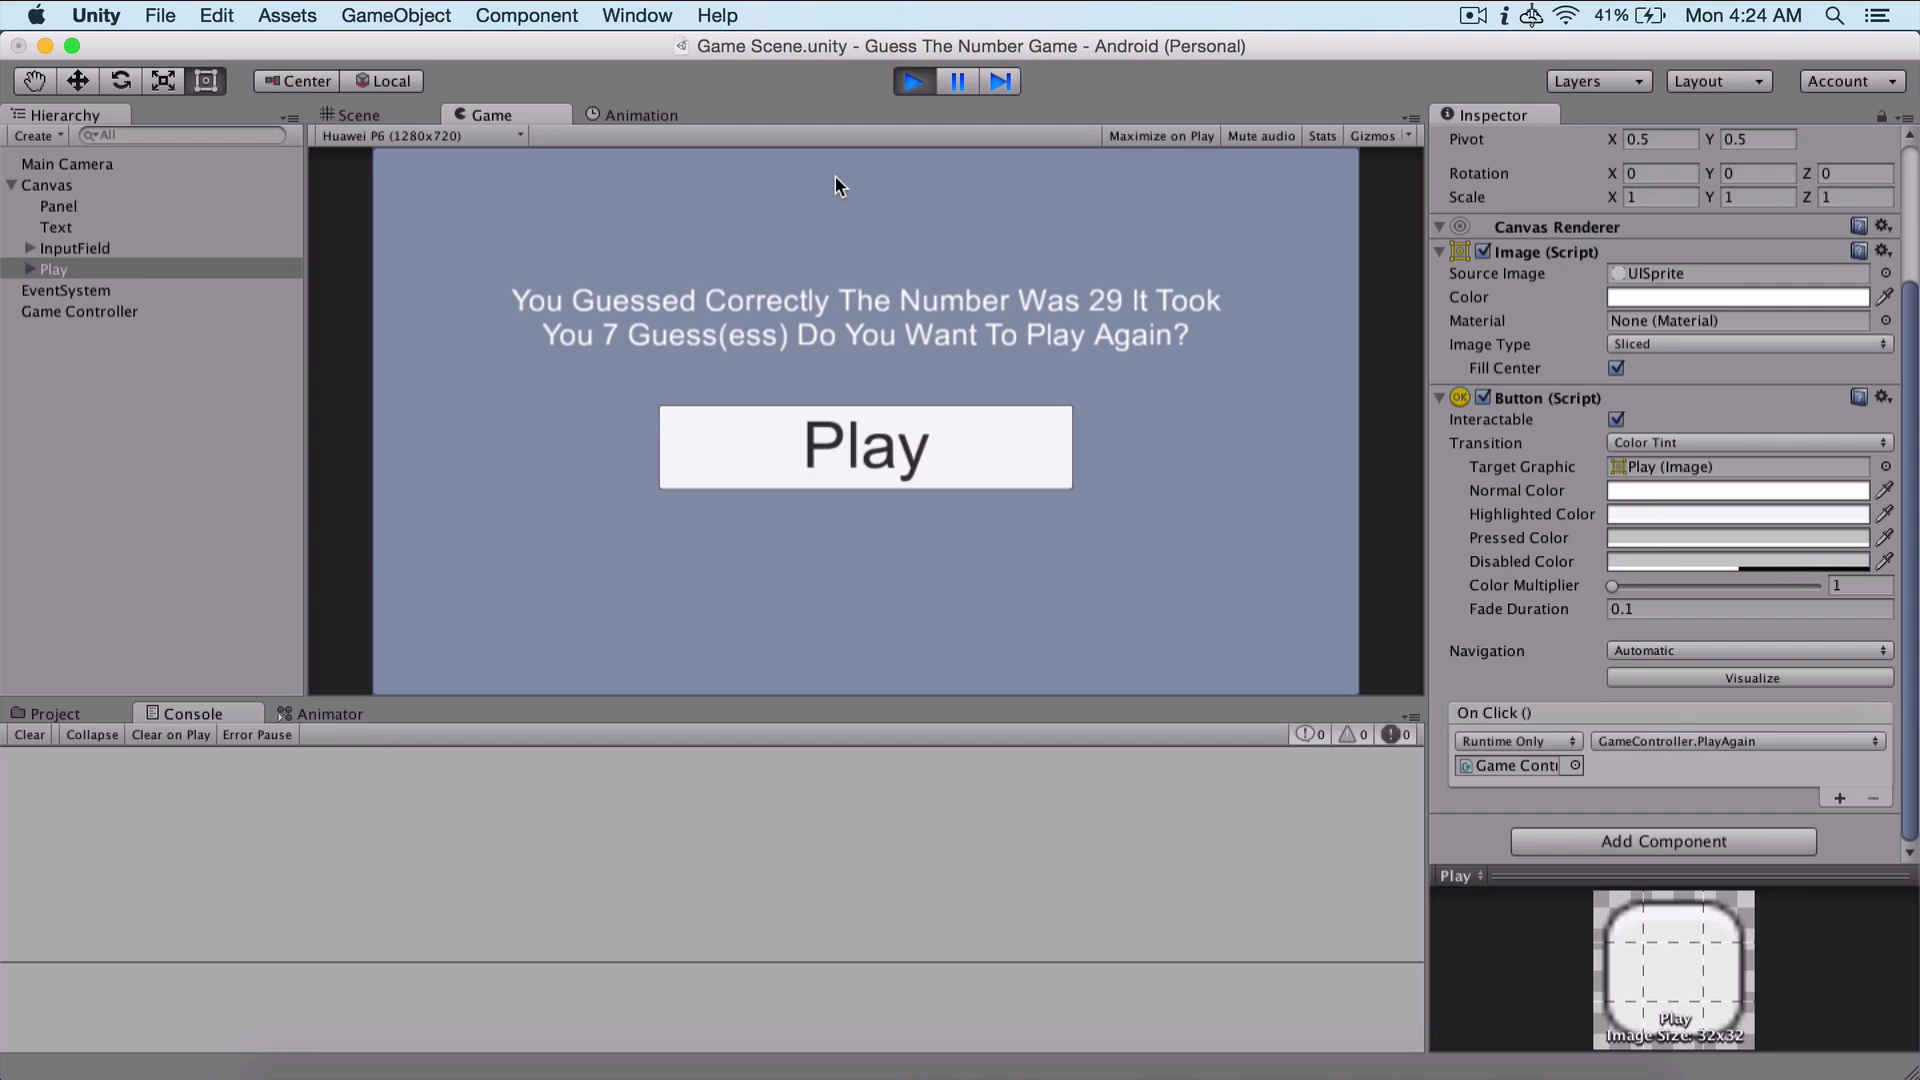 Unity File Edit Assets GameObject Component Window Help 41% Mon 4:24 AM
Game Scene.unity - Guess The Number Game - Android (Personal)
Center Local Layers Layout Account
Hierarchy
Create All
Main Camera
Canvas
Panel
Text
InputField
Play
EventSystem
Game Controller
Scene Game Animation
Huawei P6 (1280x720) Maximize on Play Mute audio Stats Gizmos
You Guessed Correctly The Number Was 29 It Took
You 7 Guess(ess) Do You Want To Play Again?
Play
Project Console Animator
Clear Collapse Clear on Play Error Pause 0 0 0
Inspector
Pivot X 0.5 Y 0.5
Rotation X 0 Y 0 Z 0
Scale X 1 Y 1 Z 1
Canvas Renderer
Image (Script)
Source Image UISprite
Color
Material None (Material)
Image Type Sliced
Fill Center
OK Button (Script)
Interactable
Transition Color Tint
Target Graphic Play (Image)
Normal Color
Highlighted Color
Pressed Color
Disabled Color
Color Multiplier 1
Fade Duration 0.1
Navigation Automatic
Visualize
On Click ()
Runtime Only GameController.PlayAgain
Game Conti
Add Component
Play
Play
Image Size: 32x32